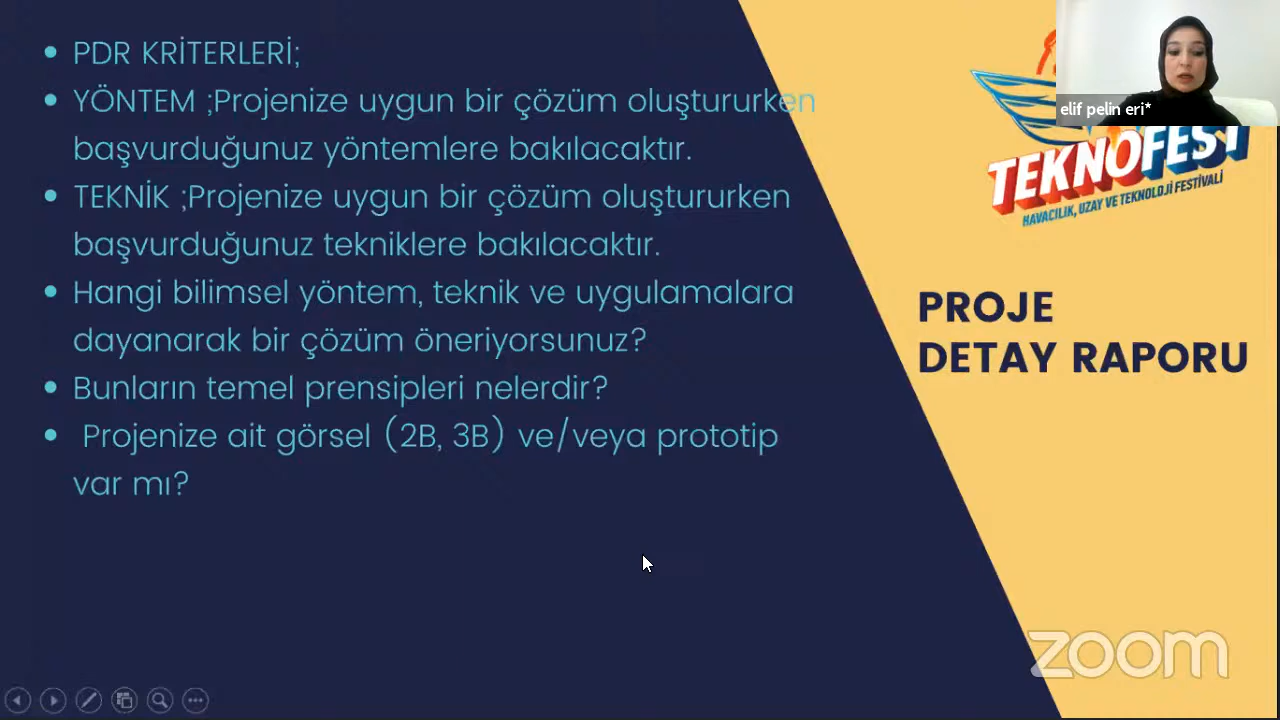 PDR KRİTERLERİ;
YÖNTEM ;Projenize uygun bir çözüm oluştururken
başvurduğunuz yöntemlere bakılacaktır.
TEKNİK ;Projenize uygun bir çözüm oluştururken
başvurduğunuz tekniklere bakılacaktır.
Hangi bilimsel yöntem, teknik ve uygulamalara
dayanarak bir çözüm öneriyorsunuz?
Bunların temel prensipleri nelerdir?
Projenize ait görsel (2B, 3B) ve/veya prototip
var mı?
elif pelin eri*
TEKNOFEST
HAVACILIK, UZAY VE TEKNOLOJİ FESTİVALİ
PROJE
DETAY RAPORU
zoom